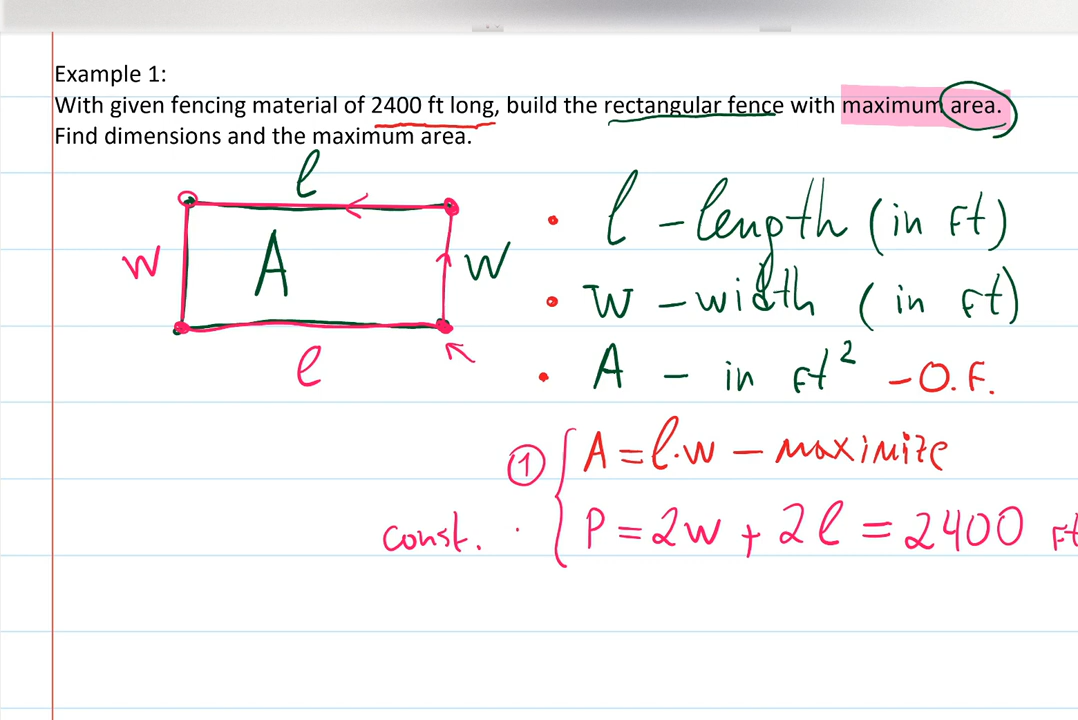 Example 1:
With given fencing material of 2400 ft long, build the rectangular fence with maximum area.
Find dimensions and the maximum area.
l
• l - length (in ft)
W A W
• W - width (in ft)
l
• A - in ft² - O.F.
① { A = l·w - maximize
const. · P = 2w + 2l = 2400 ft